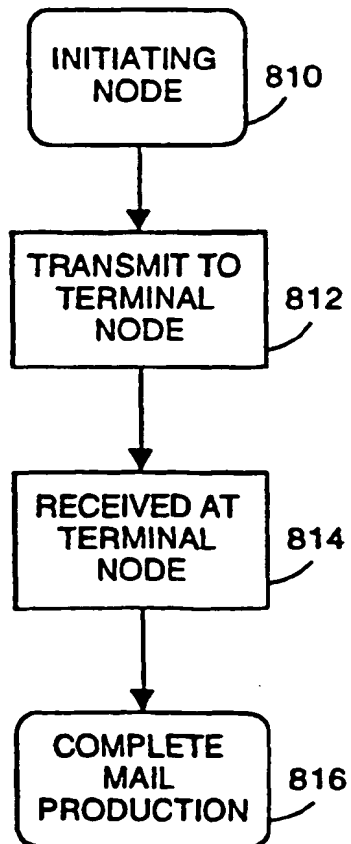 INITIATING
NODE
810
TRANSMIT TO
TERMINAL
NODE
812
RECEIVED AT
TERMINAL
NODE
814
COMPLETE
MAIL
PRODUCTION
816